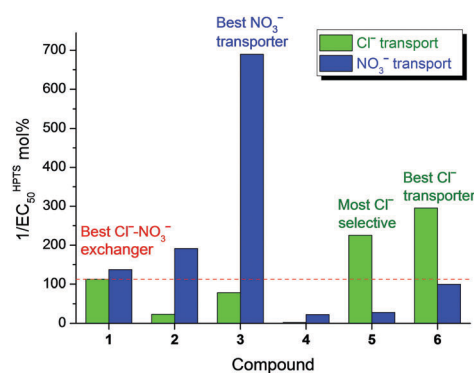 Best NO₃⁻
transporter
Cl⁻ transport
NO₃⁻ transport
700
600
500
400
300
200
100
0
1/EC₅₀ᴴᴾᵀˢ mol%
Best Cl⁻-NO₃⁻
exchanger
Most Cl⁻
selective
Best Cl⁻
transporter
1 2 3 4 5 6
Compound